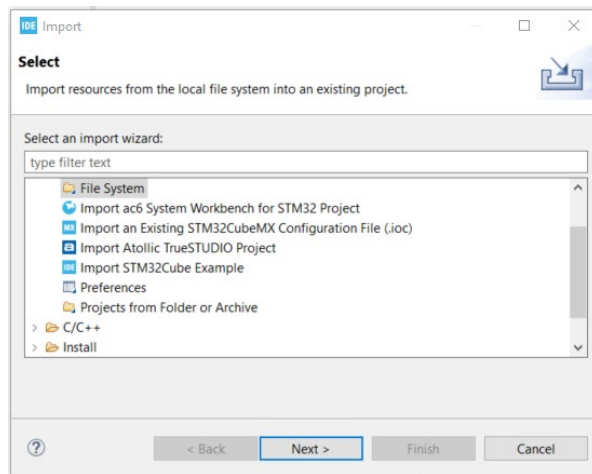 IDE Import
Select
Import resources from the local file system into an existing project.
Select an import wizard:
type filter text
File System
Import ac6 System Workbench for STM32 Project
MX Import an Existing STM32CubeMX Configuration File (.ioc)
a Import Atollic TrueSTUDIO Project
IDE Import STM32Cube Example
Preferences
Projects from Folder or Archive
> C/C++
> Install
? < Back Next > Finish Cancel